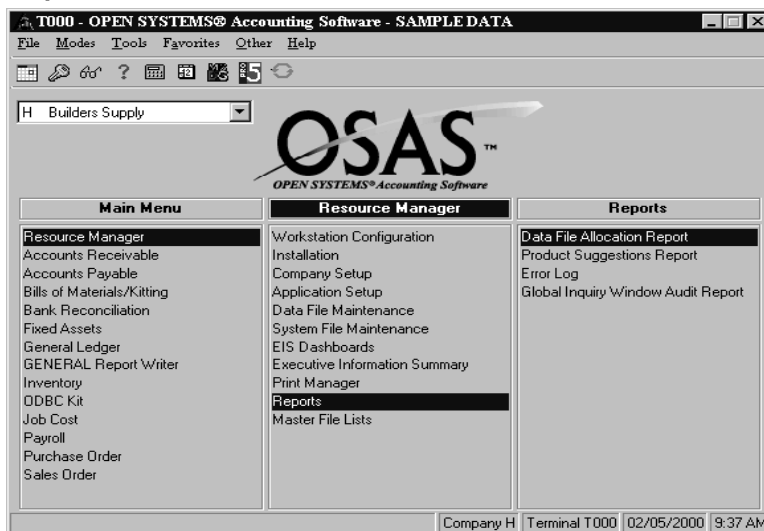 T000 - OPEN SYSTEMS® Accounting Software - SAMPLE DATA
File Modes Tools Favorites Other Help
H Builders Supply
OSAS™
OPEN SYSTEMS® Accounting Software
Main Menu
Resource Manager
Accounts Receivable
Accounts Payable
Bills of Materials/Kitting
Bank Reconciliation
Fixed Assets
General Ledger
GENERAL Report Writer
Inventory
ODBC Kit
Job Cost
Payroll
Purchase Order
Sales Order
Resource Manager
Workstation Configuration
Installation
Company Setup
Application Setup
Data File Maintenance
System File Maintenance
EIS Dashboards
Executive Information Summary
Print Manager
Reports
Master File Lists
Reports
Data File Allocation Report
Product Suggestions Report
Error Log
Global Inquiry Window Audit Report
Company H Terminal T000 02/05/2000 9:37 AM